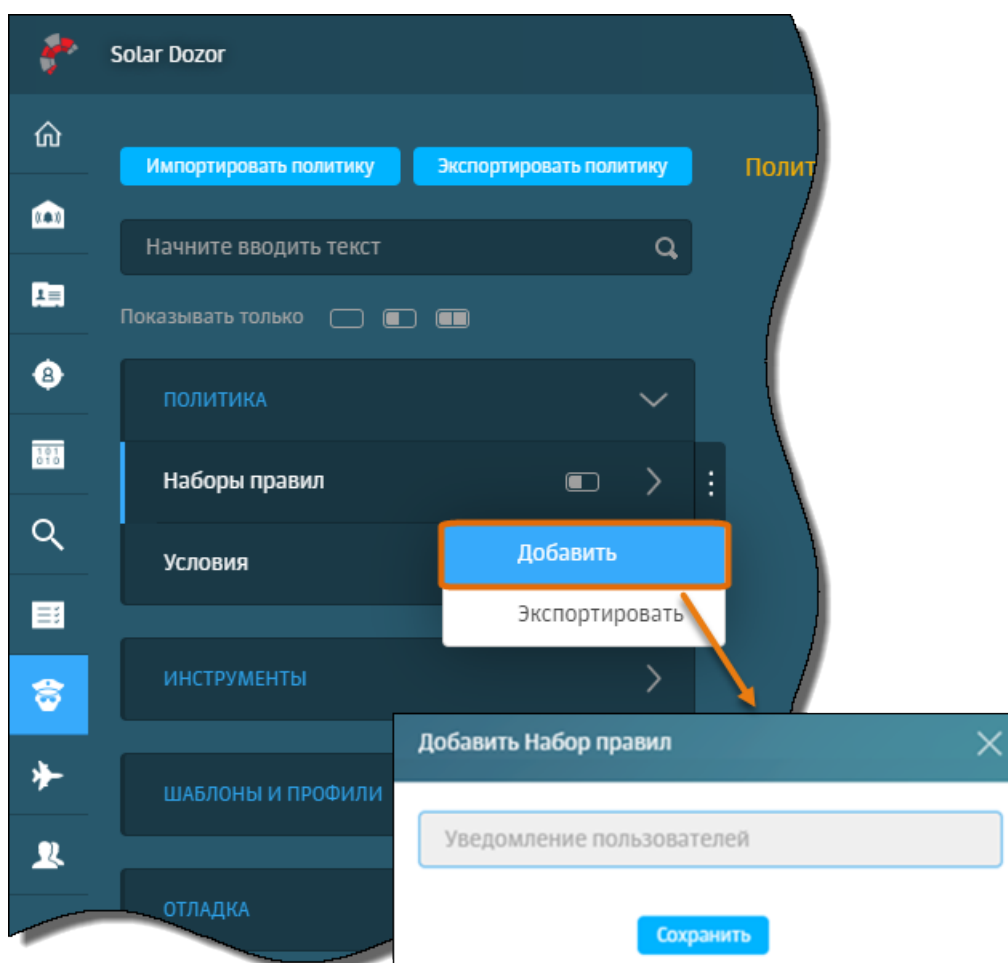 Solar Dozor
Импортировать политику
Экспортировать политику
Полит
Начните вводить текст
Показывать только
ПОЛИТИКА
Наборы правил
Условия
Добавить
Экспортировать
ИНСТРУМЕНТЫ
ШАБЛОНЫ И ПРОФИЛИ
ОТЛАДКА
Добавить Набор правил
Уведомление пользователей
Сохранить